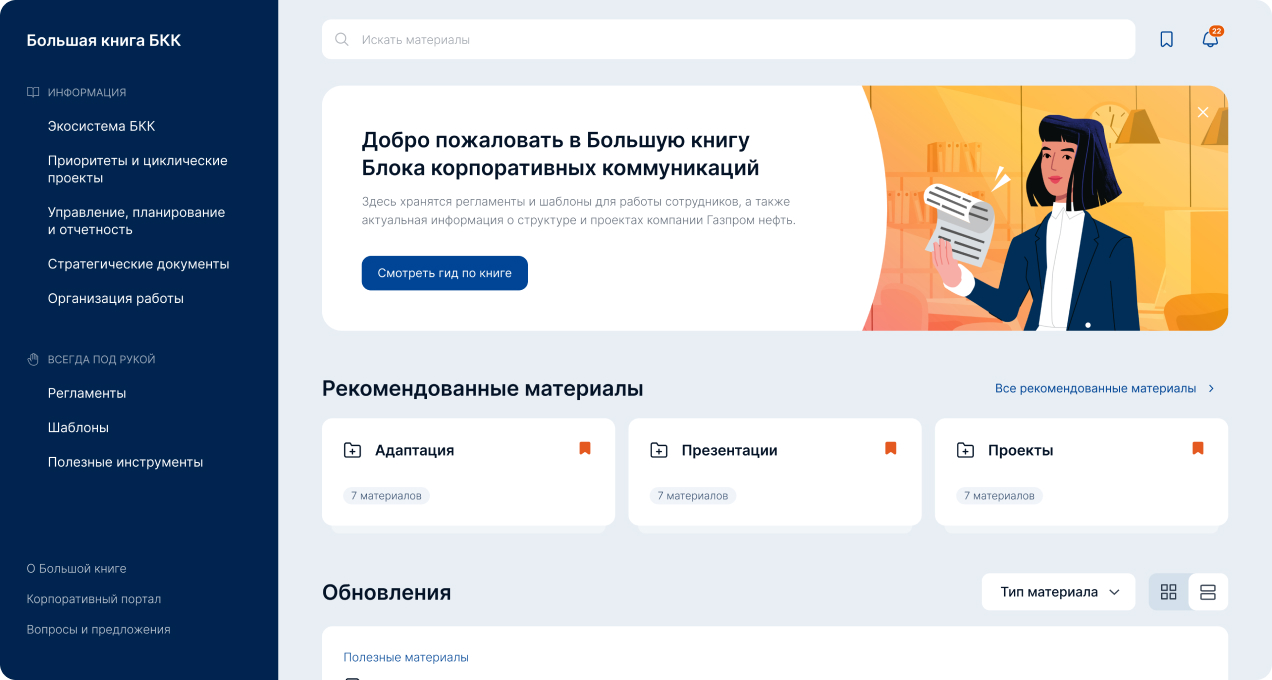 Большая книга БКК
ИНФОРМАЦИЯ
Экосистема БКК
Приоритеты и циклические
проекты
Управление, планирование
и отчетность
Стратегические документы
Организация работы
ВСЕГДА ПОД РУКОЙ
Регламенты
Шаблоны
Полезные инструменты
О Большой книге
Корпоративный портал
Вопросы и предложения
Искать материалы
22
Добро пожаловать в Большую книгу
Блока корпоративных коммуникаций
Здесь хранятся регламенты и шаблоны для работы сотрудников, а также
актуальная информация о структуре и проектах компании Газпром нефть.
Смотреть гид по книге
Рекомендованные материалы
Все рекомендованные материалы
Адаптация
7 материалов
Презентации
7 материалов
Проекты
7 материалов
Обновления
Тип материала
Полезные материалы